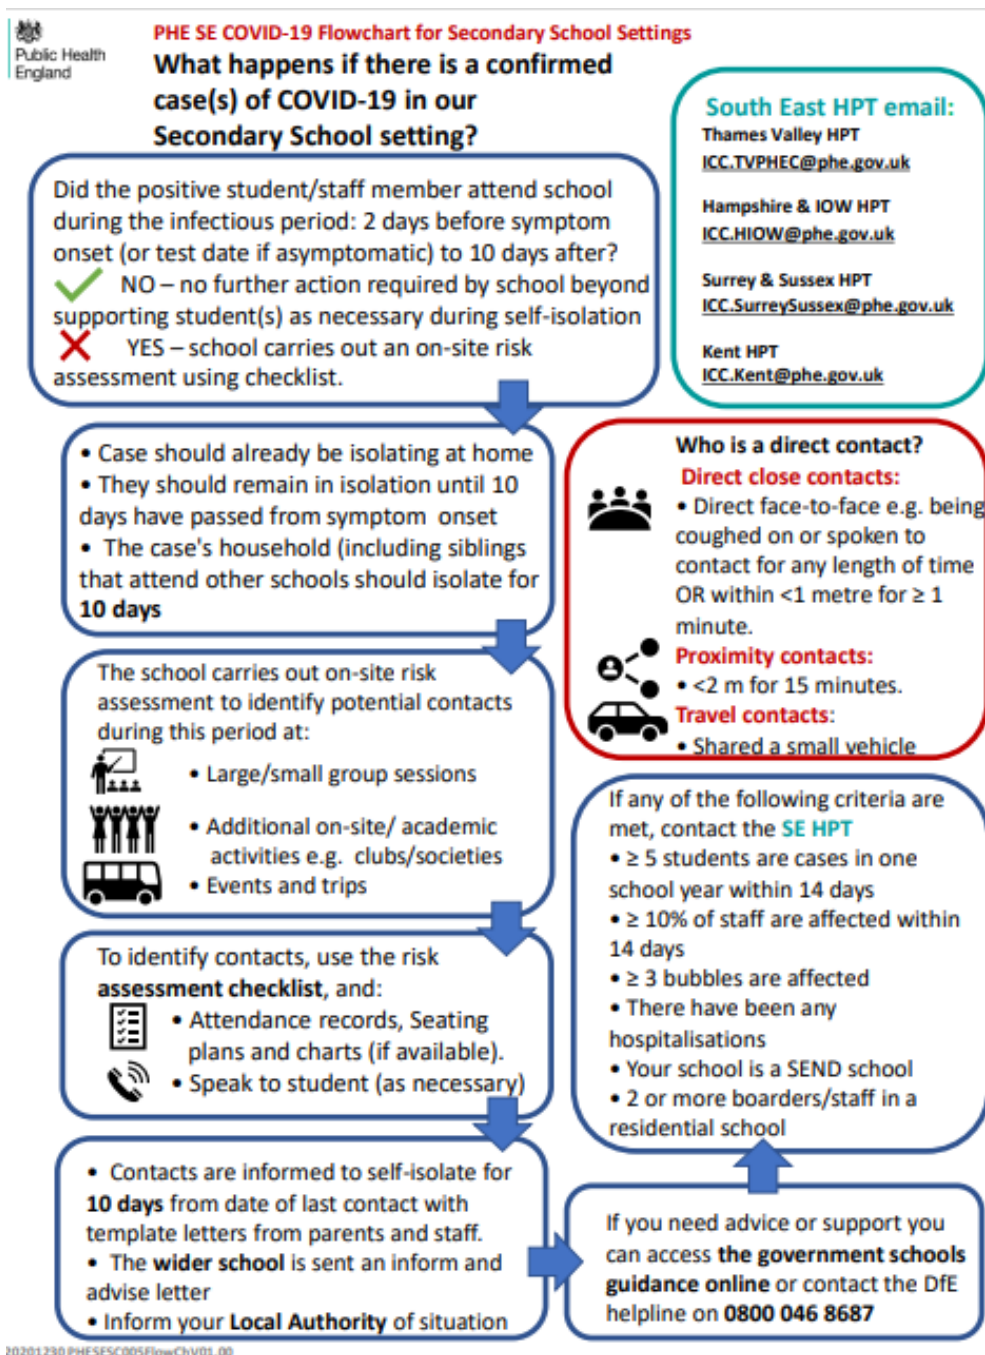 Public Health
England
PHE SE COVID-19 Flowchart for Secondary School Settings
What happens if there is a confirmed
case(s) of COVID-19 in our
Secondary School setting?
South East HPT email:
Thames Valley HPT
ICC.TVPHEC@phe.gov.uk
Hampshire & IOW HPT
ICC.HIOW@phe.gov.uk
Surrey & Sussex HPT
ICC.SurreySussex@phe.gov.uk
Kent HPT
ICC.Kent@phe.gov.uk
Did the positive student/staff member attend school
during the infectious period: 2 days before symptom
onset (or test date if asymptomatic) to 10 days after?
NO – no further action required by school beyond
supporting student(s) as necessary during self-isolation
YES – school carries out an on-site risk
assessment using checklist.
• Case should already be isolating at home
• They should remain in isolation until 10
days have passed from symptom onset
• The case's household (including siblings
that attend other schools should isolate for
10 days
Who is a direct contact?
Direct close contacts:
• Direct face-to-face e.g. being
coughed on or spoken to
contact for any length of time
OR within <1 metre for ≥ 1
minute.
Proximity contacts:
• <2 m for 15 minutes.
Travel contacts:
• Shared a small vehicle
The school carries out on-site risk
assessment to identify potential contacts
during this period at:
• Large/small group sessions
• Additional on-site/ academic
activities e.g. clubs/societies
• Events and trips
To identify contacts, use the risk
assessment checklist, and:
• Attendance records, Seating
plans and charts (if available).
• Speak to student (as necessary)
• Contacts are informed to self-isolate for
10 days from date of last contact with
template letters from parents and staff.
• The wider school is sent an inform and
advise letter
• Inform your Local Authority of situation
If you need advice or support you
can access the government schools
guidance online or contact the DfE
helpline on 0800 046 8687
If any of the following criteria are
met, contact the SE HPT
• ≥ 5 students are cases in one
school year within 14 days
• ≥ 10% of staff are affected within
14 days
• ≥ 3 bubbles are affected
• There have been any
hospitalisations
• Your school is a SEND school
• 2 or more boarders/staff in a
residential school
20201230 PHESESC005FlowChV01.00